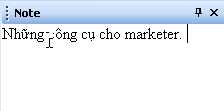 Note
Những công cụ cho marketer.